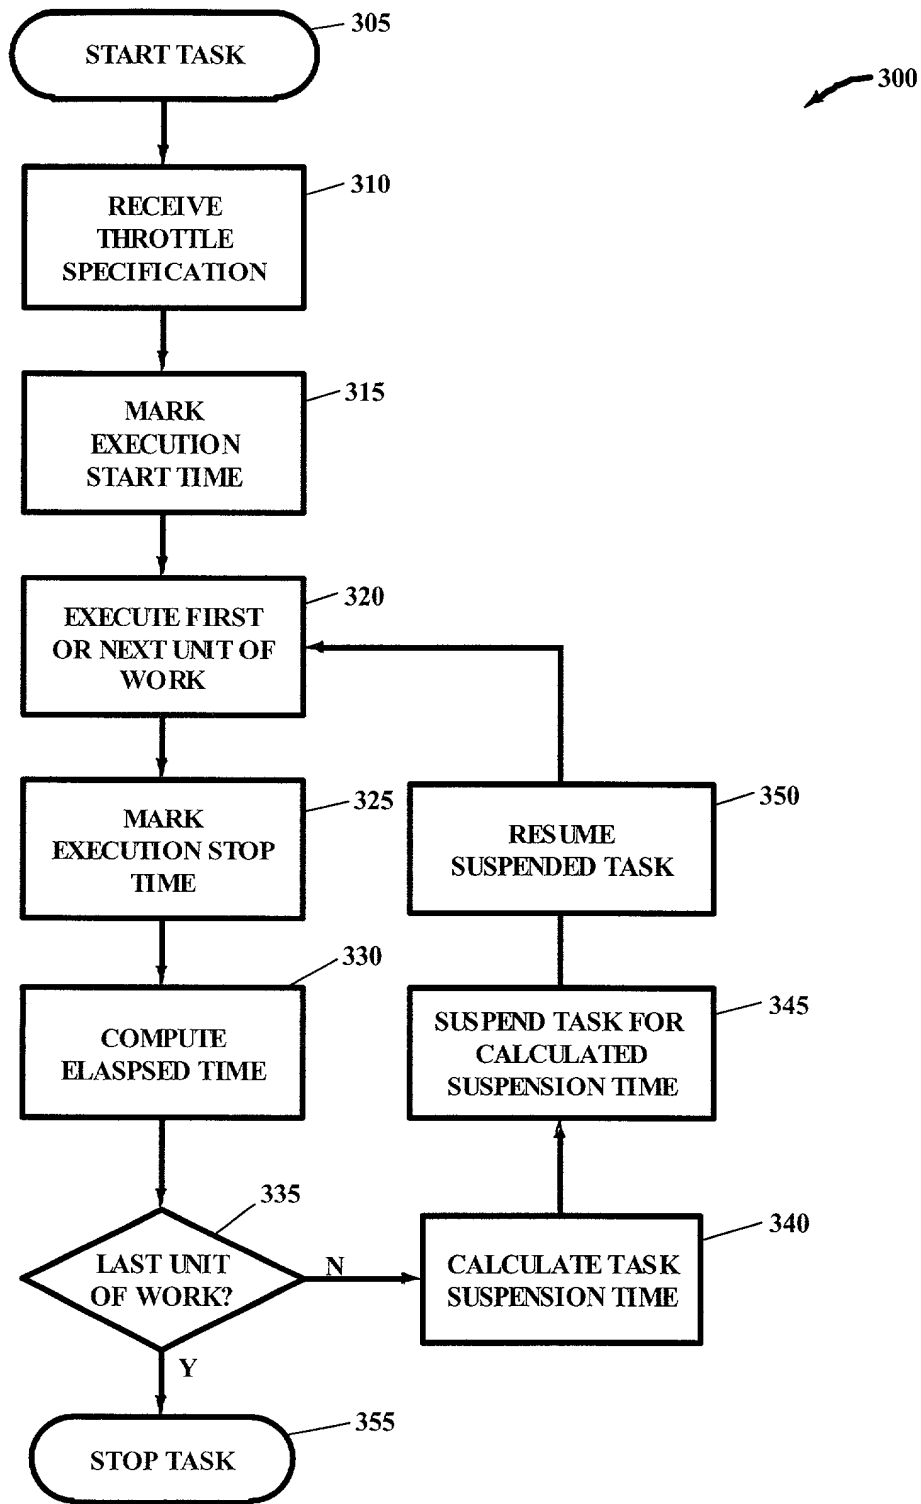 305
START TASK
300
310
RECEIVE
THROTTLE
SPECIFICATION
315
MARK
EXECUTION
START TIME
320
EXECUTE FIRST
OR NEXT UNIT OF
WORK
325
MARK
EXECUTION STOP
TIME
350
RESUME
SUSPENDED TASK
330
COMPUTE
ELASPSED TIME
345
SUSPEND TASK FOR
CALCULATED
SUSPENSION TIME
335
LAST UNIT
OF WORK?
N
340
CALCULATE TASK
SUSPENSION TIME
Y
355
STOP TASK